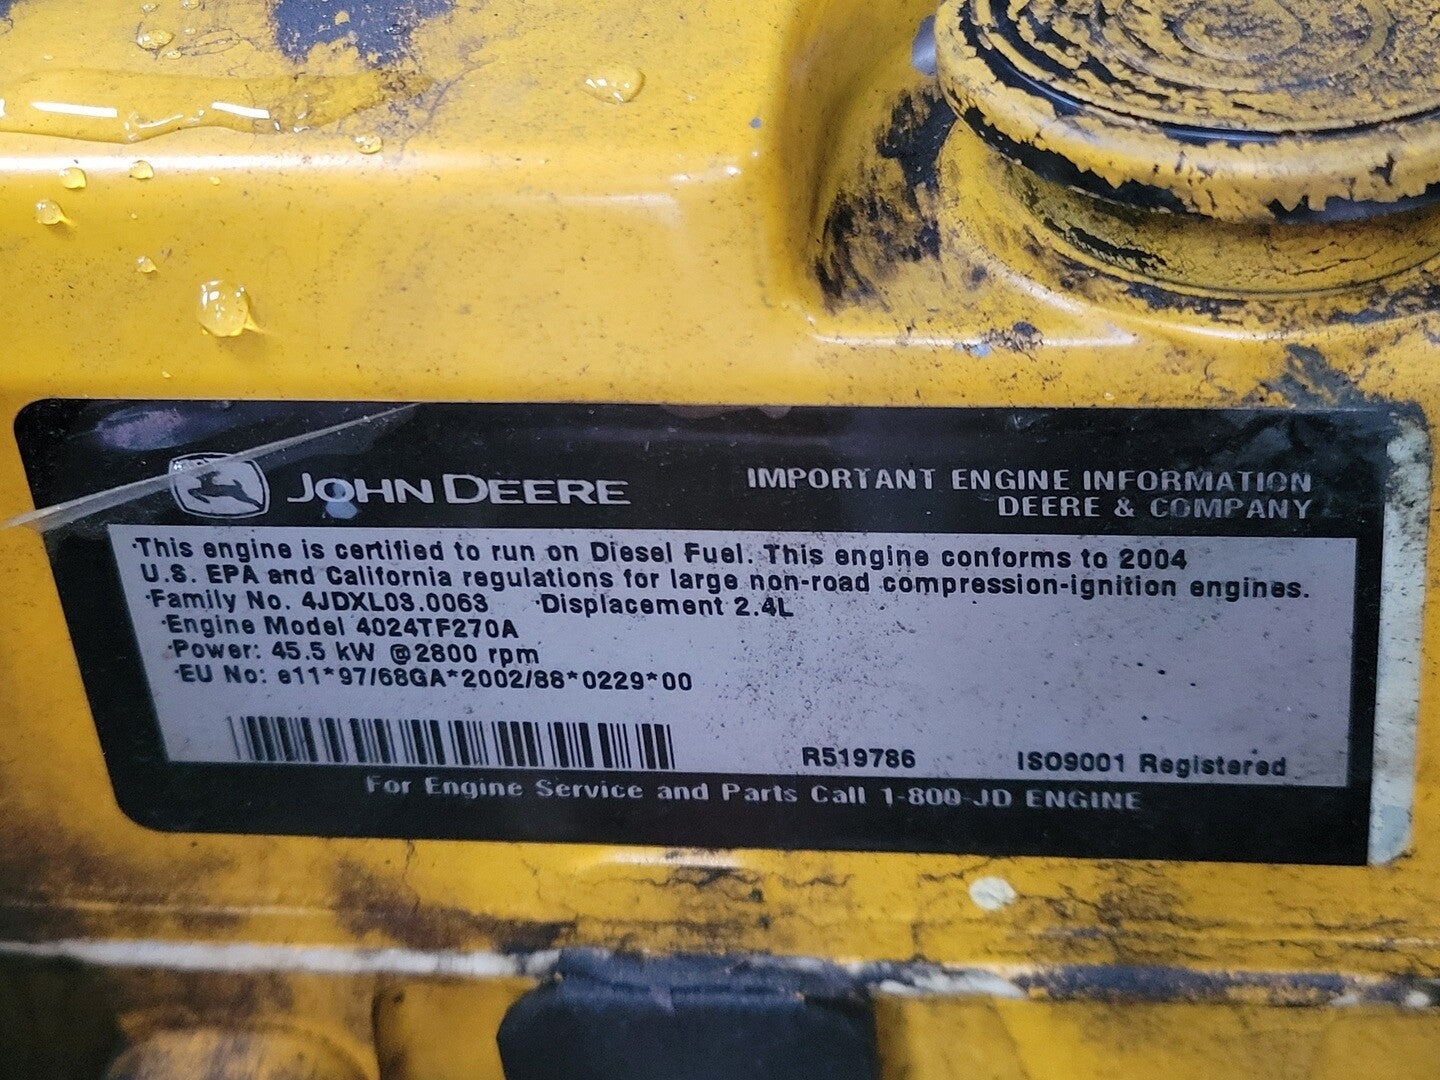 JOHN DEERE
IMPORTANT ENGINE INFORMATION
DEERE & COMPANY
·This engine is certified to run on Diesel Fuel. This engine conforms to 2004
U.S. EPA and California regulations for large non-road compression-ignition engines.
·Family No. 4JDXL03.0063 ·Displacement 2.4L
·Engine Model 4024TF270A
·Power: 45.5 kW @2800 rpm
·EU No: e11*97/68GA*2002/88*0229*00
R519786 ISO9001 Registered
For Engine Service and Parts Call 1-800-JD ENGINE